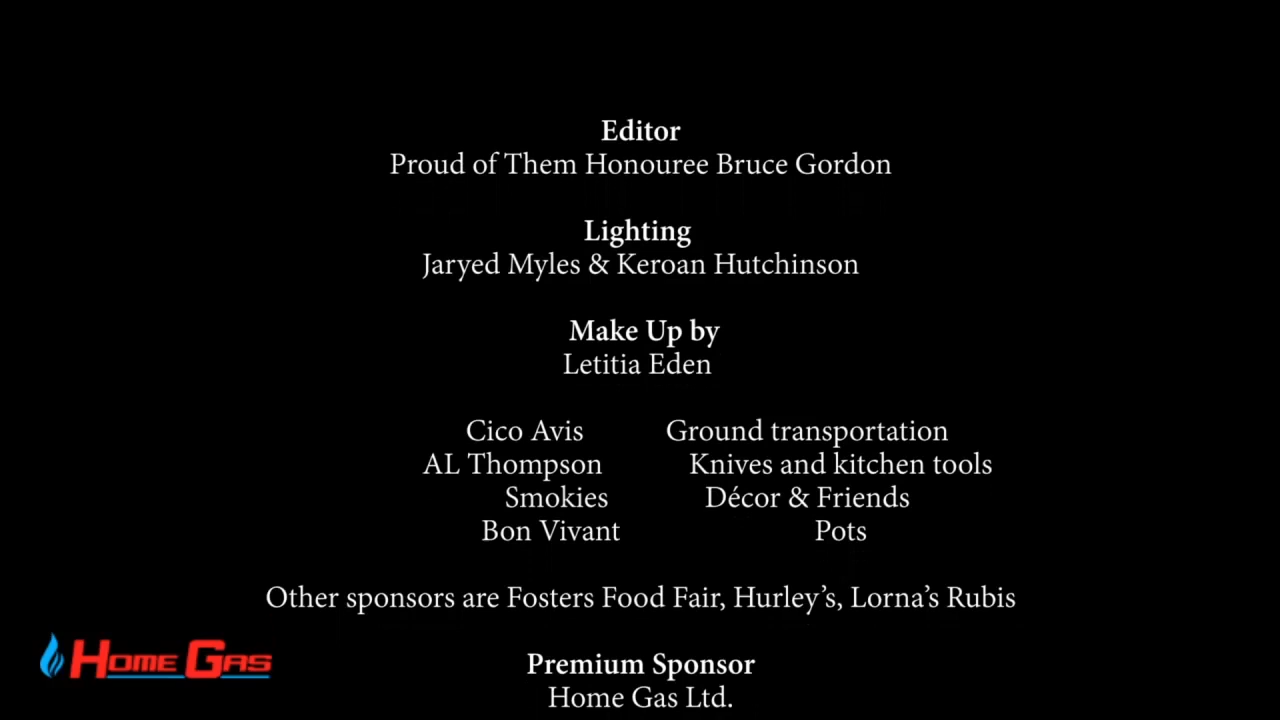 Editor
Proud of Them Honouree Bruce Gordon
Lighting
Jaryed Myles & Keroan Hutchinson
Make Up by
Letitia Eden
Cico Avis Ground transportation
AL Thompson Knives and kitchen tools
Smokies Décor & Friends
Bon Vivant Pots
Other sponsors are Fosters Food Fair, Hurley’s, Lorna’s Rubis
HOME GAS
Premium Sponsor
Home Gas Ltd.